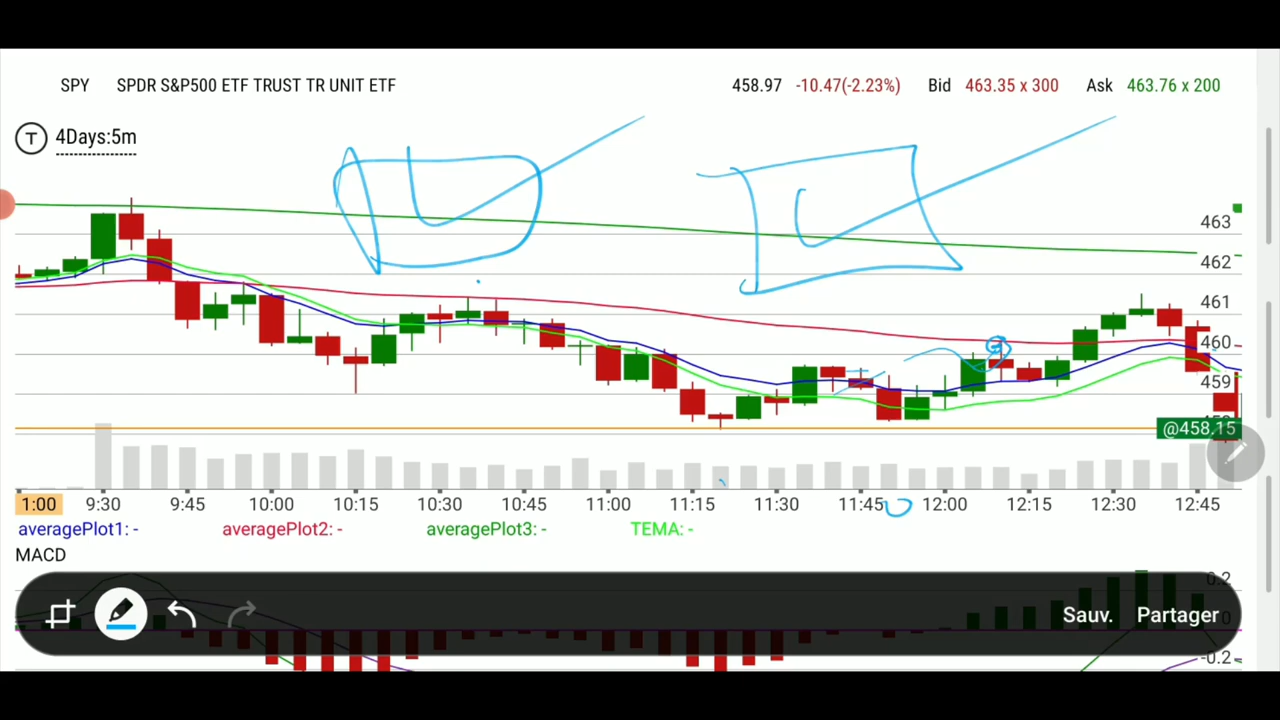 SPY SPDR S&P500 ETF TRUST TR UNIT ETF 458.97 -10.47(-2.23%) Bid 463.35 x 300 Ask 463.76 x 200
T 4Days:5m
463
462
461
460
459
@458.15
1:00 9:30 9:45 10:00 10:15 10:30 10:45 11:00 11:15 11:30 11:45 12:00 12:15 12:30 12:45
averagePlot1: - averagePlot2: - averagePlot3: - TEMA: -
MACD
0.2
Sauv. Partager
0
-0.2